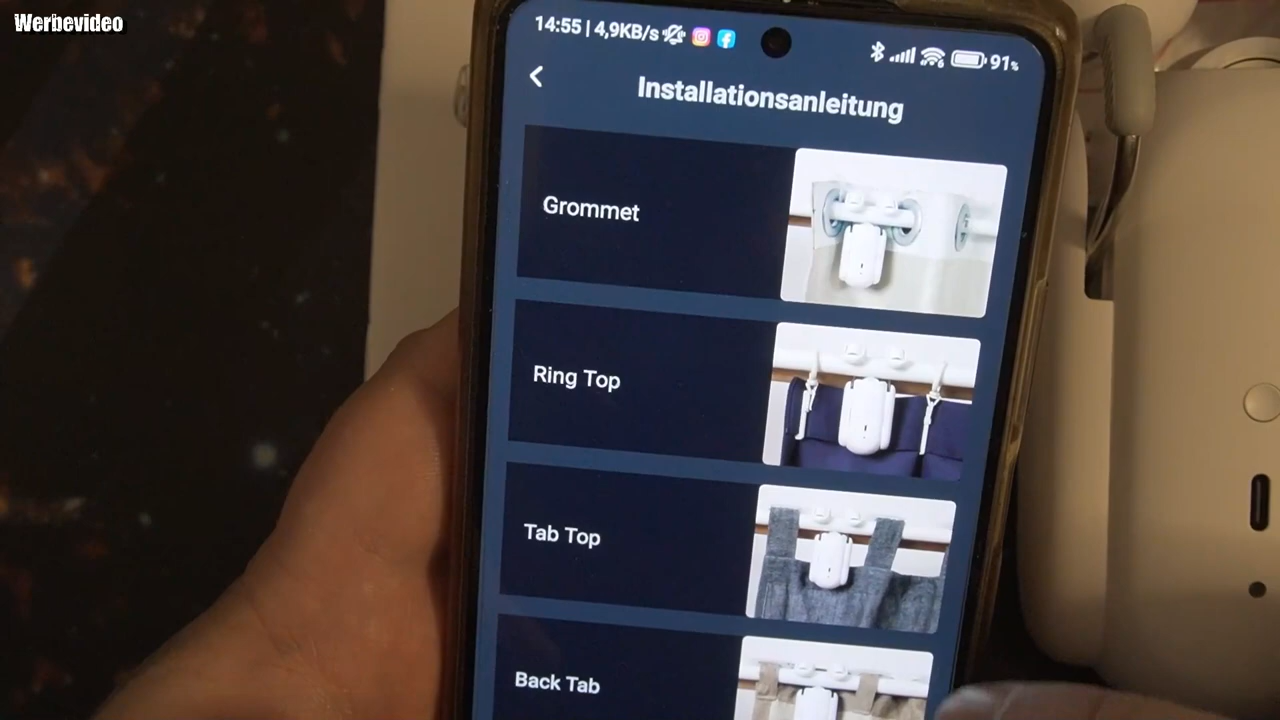 Werbevideo
14:55 | 4,9KB/s
91%
Installationsanleitung
Grommet
Ring Top
Tab Top
Back Tab